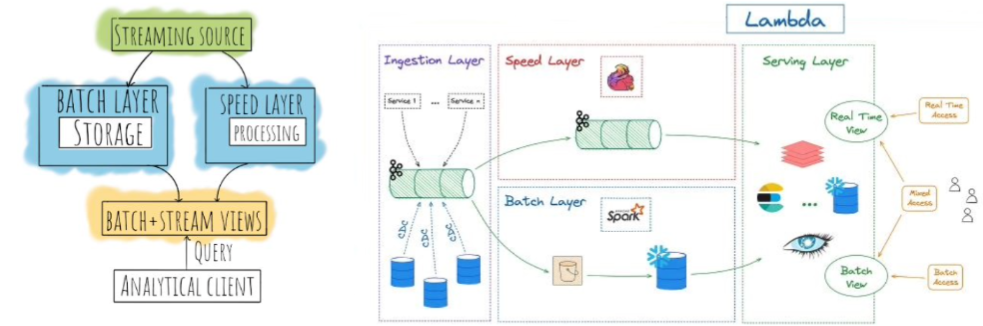 STREAMING SOURCE
BATCH LAYER
STORAGE
SPEED LAYER
PROCESSING
BATCH+STREAM VIEWS
QUERY
ANALYTICAL CLIENT
Lambda
Ingestion Layer
Service 1 ... Service n
CDC
CDC
CDC
Speed Layer
Batch Layer
Spark
Serving Layer
Real Time
View
...
Batch
View
Real Time
Access
Mixed
Access
Batch
Access